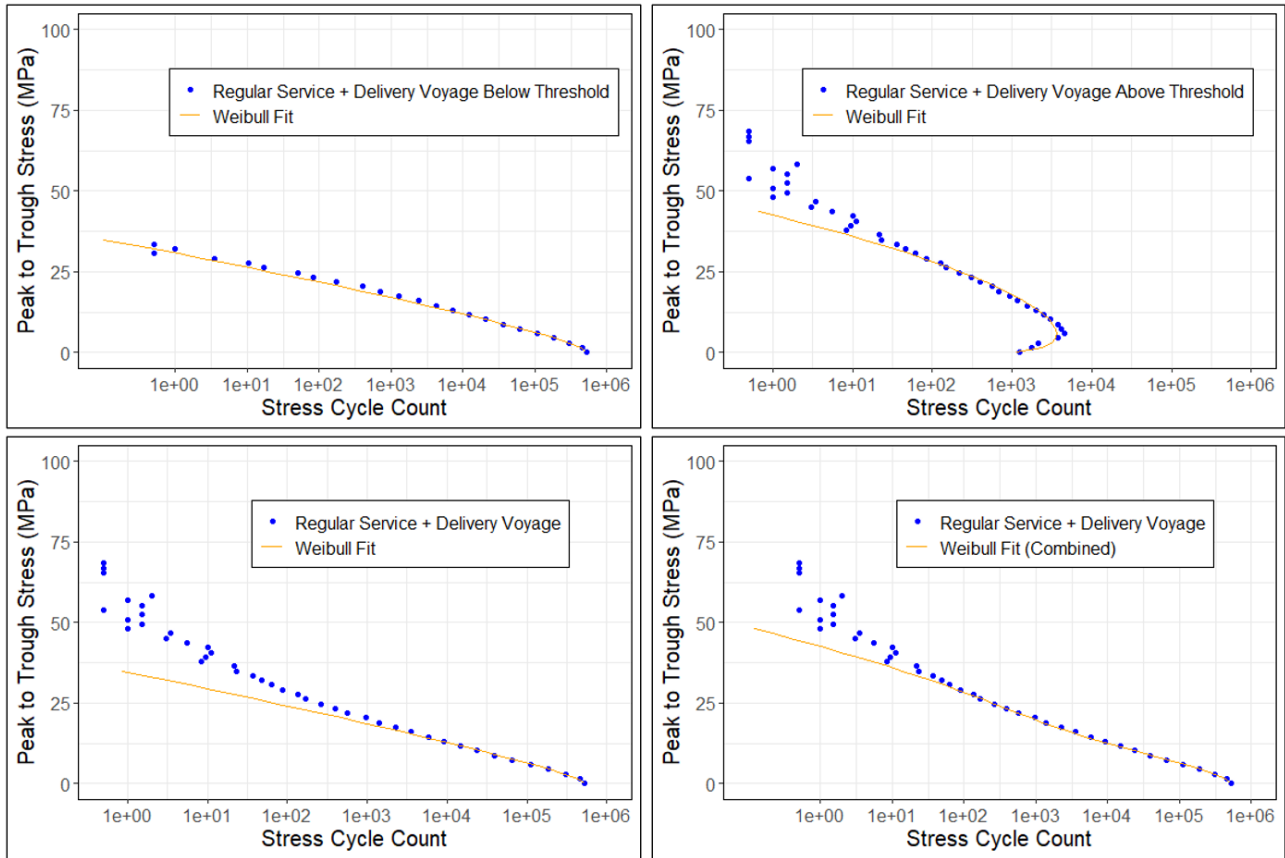 Peak to Trough Stress (MPa)
100
75
50
25
0
Regular Service + Delivery Voyage Below Threshold
Weibull Fit
1e+00 1e+01 1e+02 1e+03 1e+04 1e+05 1e+06
Stress Cycle Count
Peak to Trough Stress (MPa)
100
75
50
25
0
Regular Service + Delivery Voyage Above Threshold
Weibull Fit
1e+00 1e+01 1e+02 1e+03 1e+04 1e+05 1e+06
Stress Cycle Count
Peak to Trough Stress (MPa)
100
75
50
25
0
Regular Service + Delivery Voyage
Weibull Fit
1e+00 1e+01 1e+02 1e+03 1e+04 1e+05 1e+06
Stress Cycle Count
Peak to Trough Stress (MPa)
100
75
50
25
0
Regular Service + Delivery Voyage
Weibull Fit (Combined)
1e+00 1e+01 1e+02 1e+03 1e+04 1e+05 1e+06
Stress Cycle Count